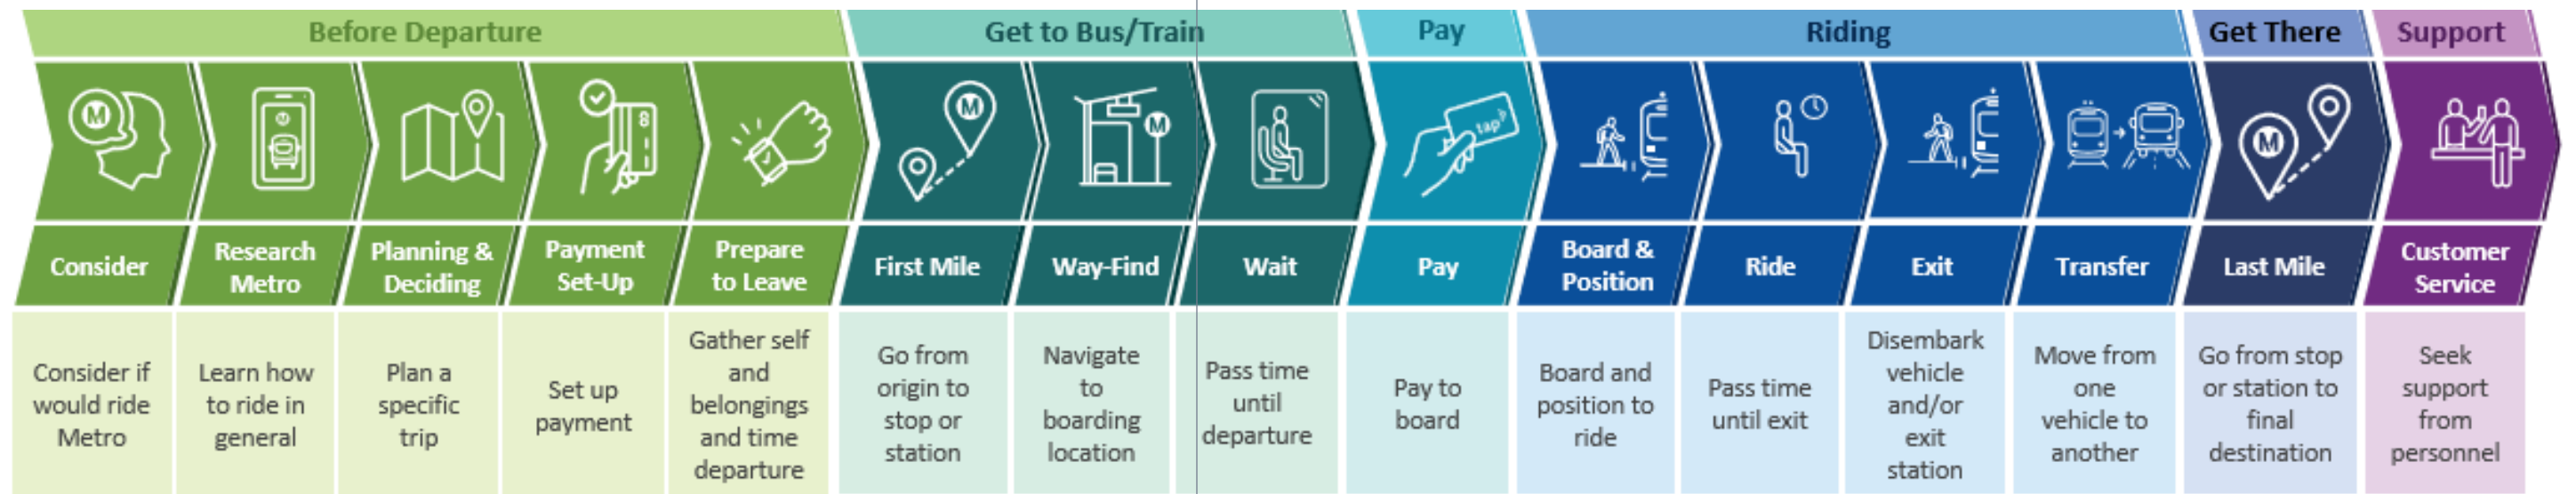 Before Departure
Get to Bus/Train
Pay
Riding
Get There
Support
M
M
M
8
M
M
tap
M
Consider
Research
Metro
Planning &
Deciding
Payment
Set-Up
Prepare
to Leave
First Mile
Way-Find
Wait
Pay
Board &
Position
Ride
Exit
Transfer
Last Mile
Customer
Service
Consider if
would ride
Metro
Learn how
to ride in
general
Plan a
specific
trip
Set up
payment
Gather self
and
belongings
and time
departure
Go from
origin to
stop or
station
Navigate
to
boarding
location
Pass time
until
departure
Pay to
board
Board and
position to
ride
Pass time
until exit
Disembark
vehicle
and/or
exit
station
Move from
one
vehicle to
another
Go from stop
or station to
final
destination
Seek
support
from
personnel